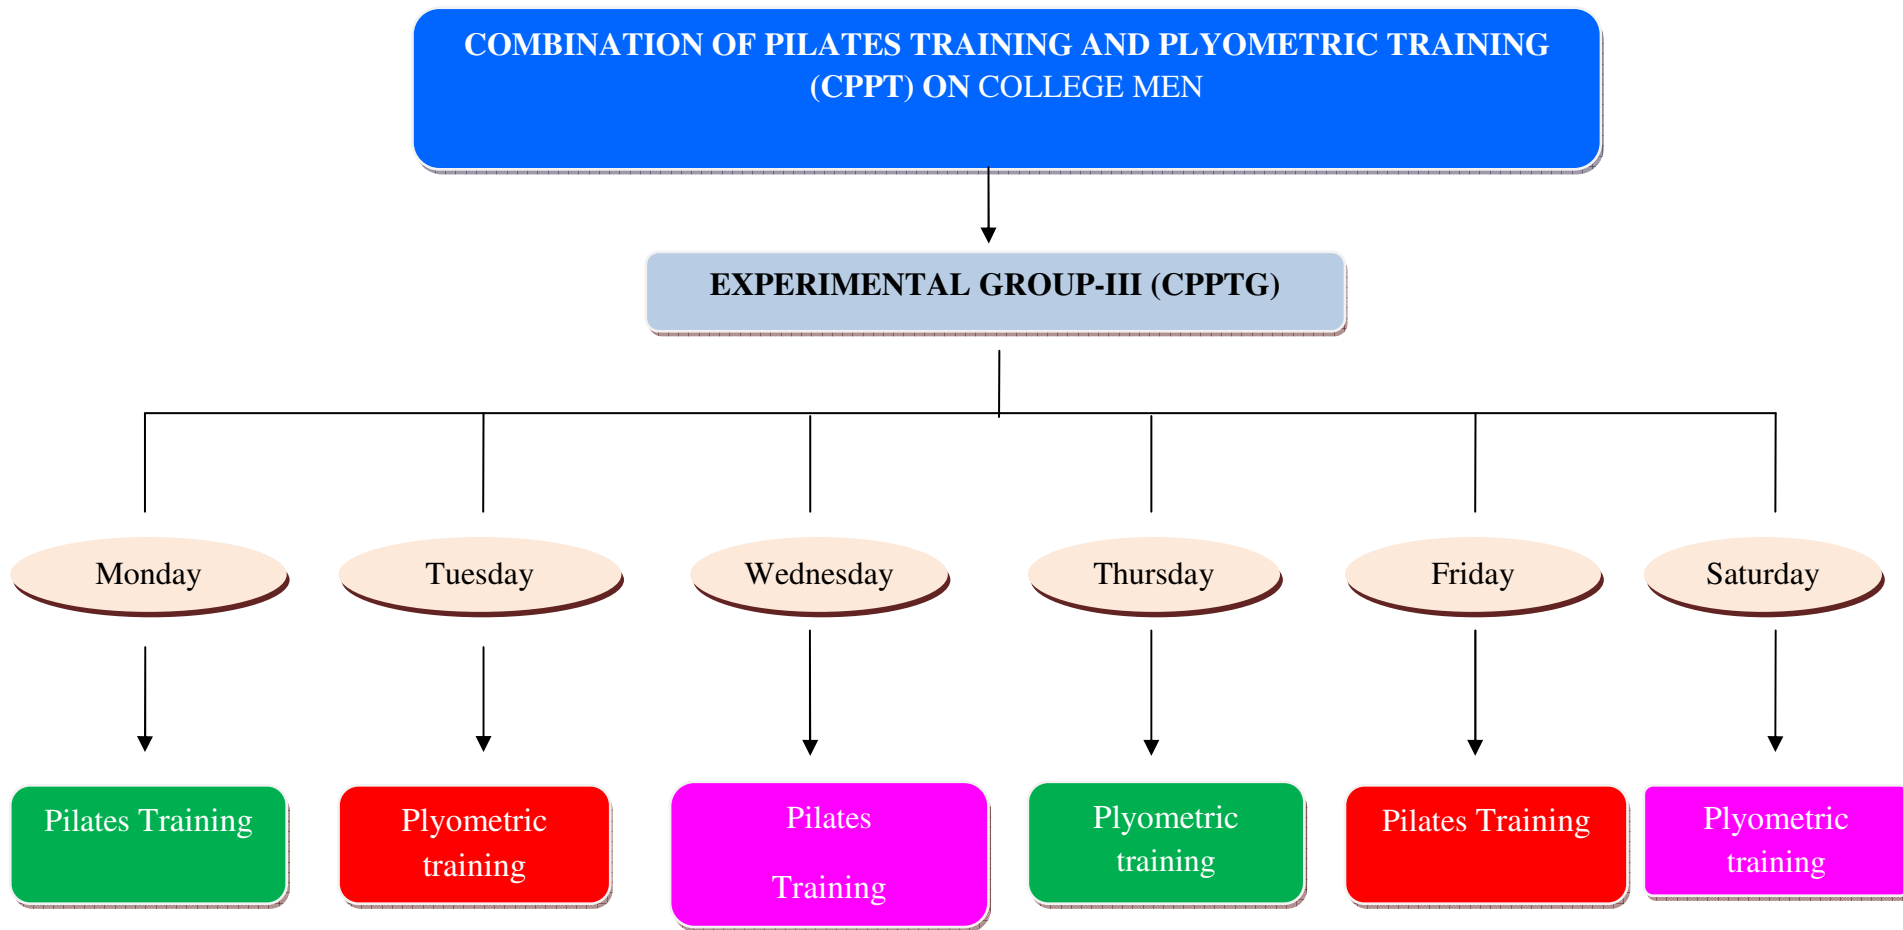 COMBINATION OF PILATES TRAINING AND PLYOMETRIC TRAINING
(CPPT) ON COLLEGE MEN
EXPERIMENTAL GROUP-III (CPPTG)
Monday
Tuesday
Wednesday
Thursday
Friday
Saturday
Pilates Training
Plyometric
training
Pilates
Training
Plyometric
training
Pilates Training
Plyometric
training